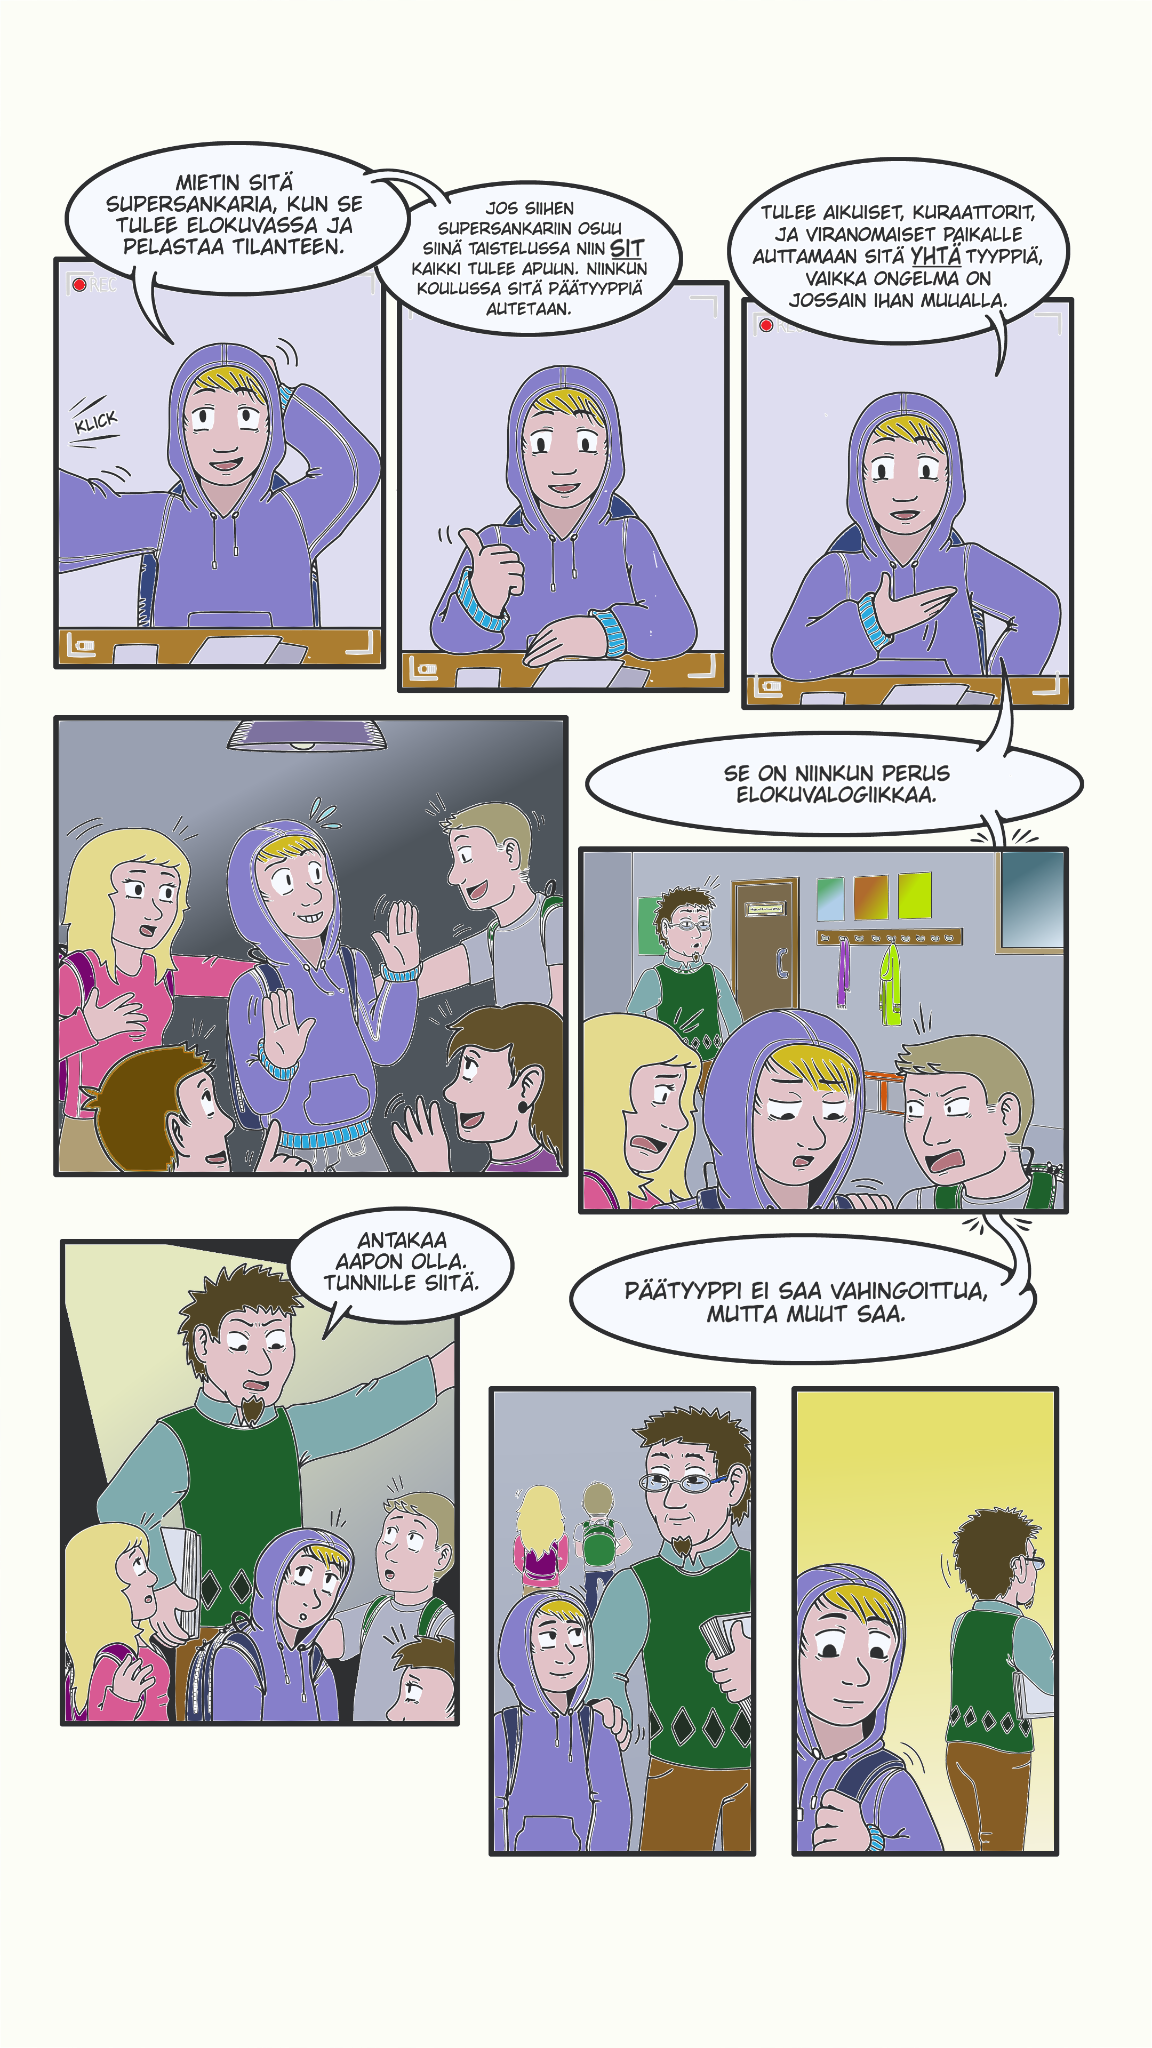 MIETIN SITÄ
SUPERSANKARIA, KUN SE
TULEE ELOKUVASSA JA
PELASTAA TILANTEEN.
REC
KLICK
JOS SIIHEN
SUPERSANKARIIN OSUU
SIINÄ TAISTELUSSA NIIN SIT
KAIKKI TULEE APUUN. NIINKUN
KOULUSSA SITÄ PÄÄTYYPPIÄ
AUTETAAN.
TULEE AIKUISET, KURAATTORIT,
JA VIRANOMAISET PAIKALLE
AUTTAMAAN SITÄ YHTÄ TYYPPIÄ,
VAIKKA ONGELMA ON
JOSSAIN IHAN MUUALLA.
SE ON NIINKUN PERUS
ELOKUVALOGIIKKAA.
ANTAKAA
AAPON OLLA.
TUNNILLE SIITÄ.
PÄÄTYYPPI EI SAA VAHINGOITTUA,
MUTTA MUUT SAA.